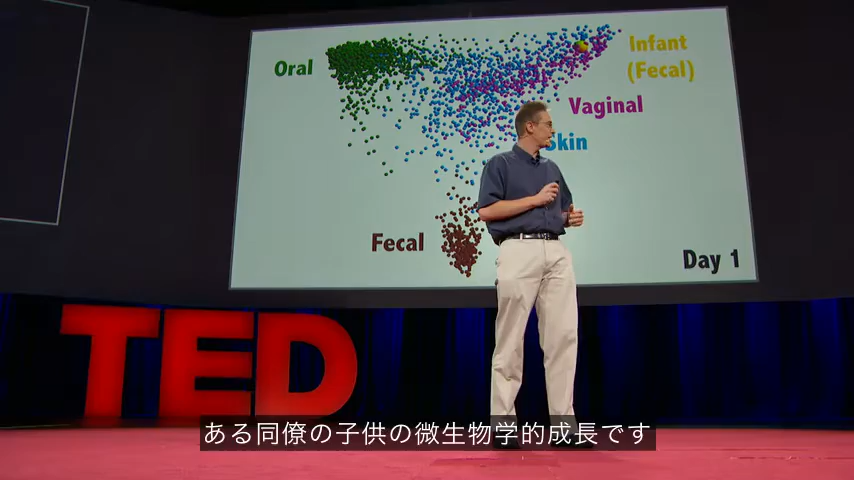 Oral
Infant
(Fecal)
Vaginal
Skin
Fecal
Day 1
TED
ある同僚の子供の微生物学的成長です